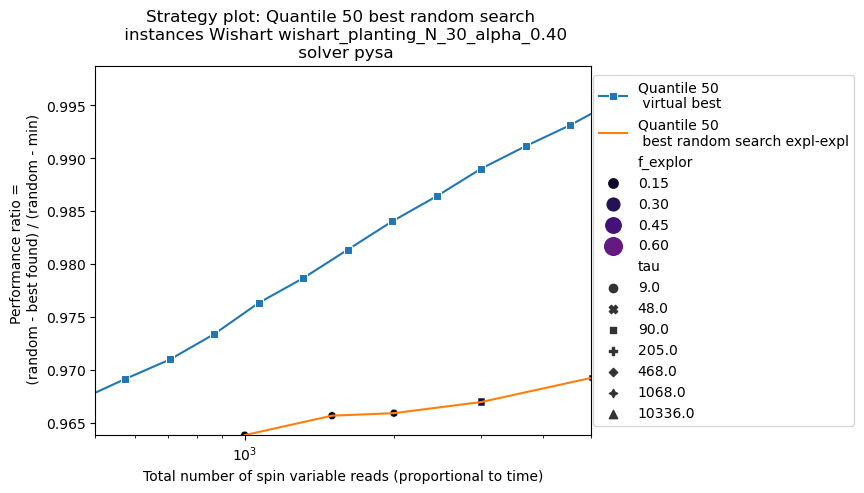 Strategy plot: Quantile 50 best random search
instances Wishart wishart_planting_N_30_alpha_0.40
solver pysa
Performance ratio =
(random - best found) / (random - min)
0.995
0.990
0.985
0.980
0.975
0.970
0.965
10^3
Total number of spin variable reads (proportional to time)
Quantile 50
virtual best
Quantile 50
best random search expl-expl
f_explor
0.15
0.30
0.45
0.60
tau
9.0
48.0
90.0
205.0
468.0
1068.0
10336.0